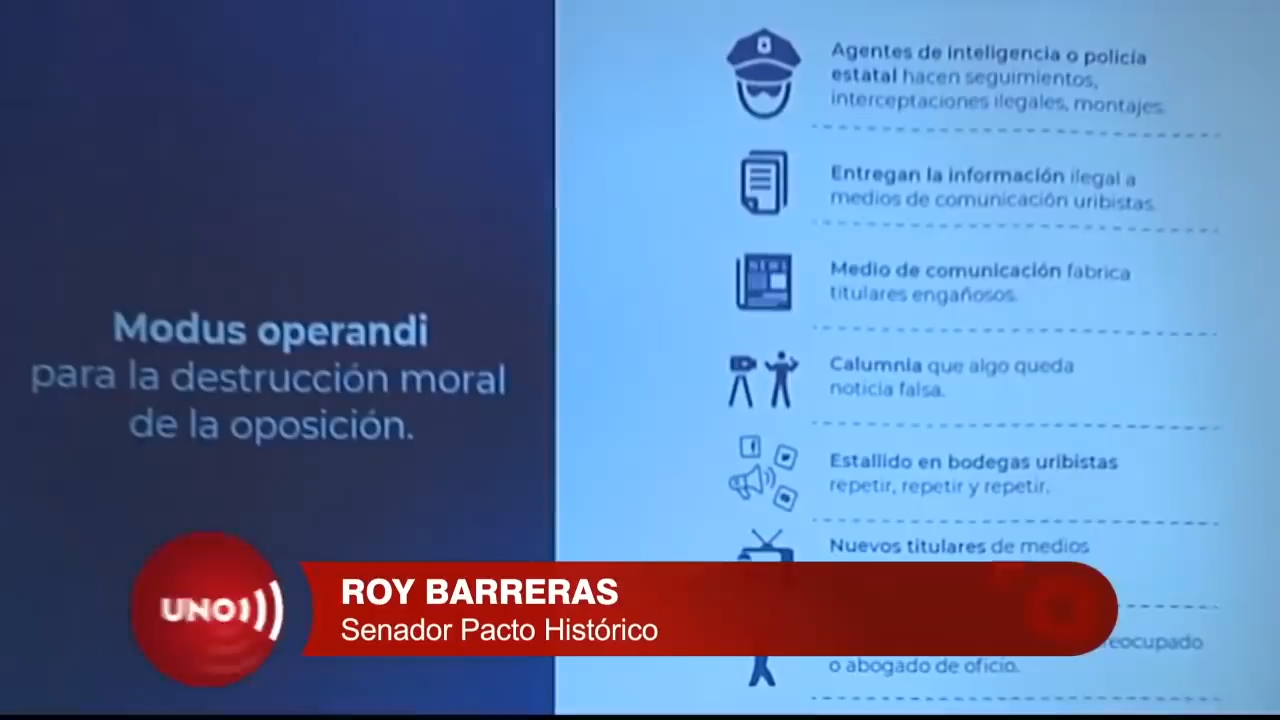 Modus operandi
para la destrucción moral
de la oposición.
Agentes de inteligencia o policía
estatal hacen seguimientos,
interceptaciones ilegales, montajes.
Entregan la información ilegal a
medios de comunicación uribistas.
NEWS
Medio de comunicación fabrica
titulares engañosos.
Calumnia que algo queda
noticia falsa.
Estallido en bodegas uribistas
repetir, repetir y repetir.
Nuevos titulares de medios
o abogado de oficio.
UNO
ROY BARRERAS
Senador Pacto Histórico